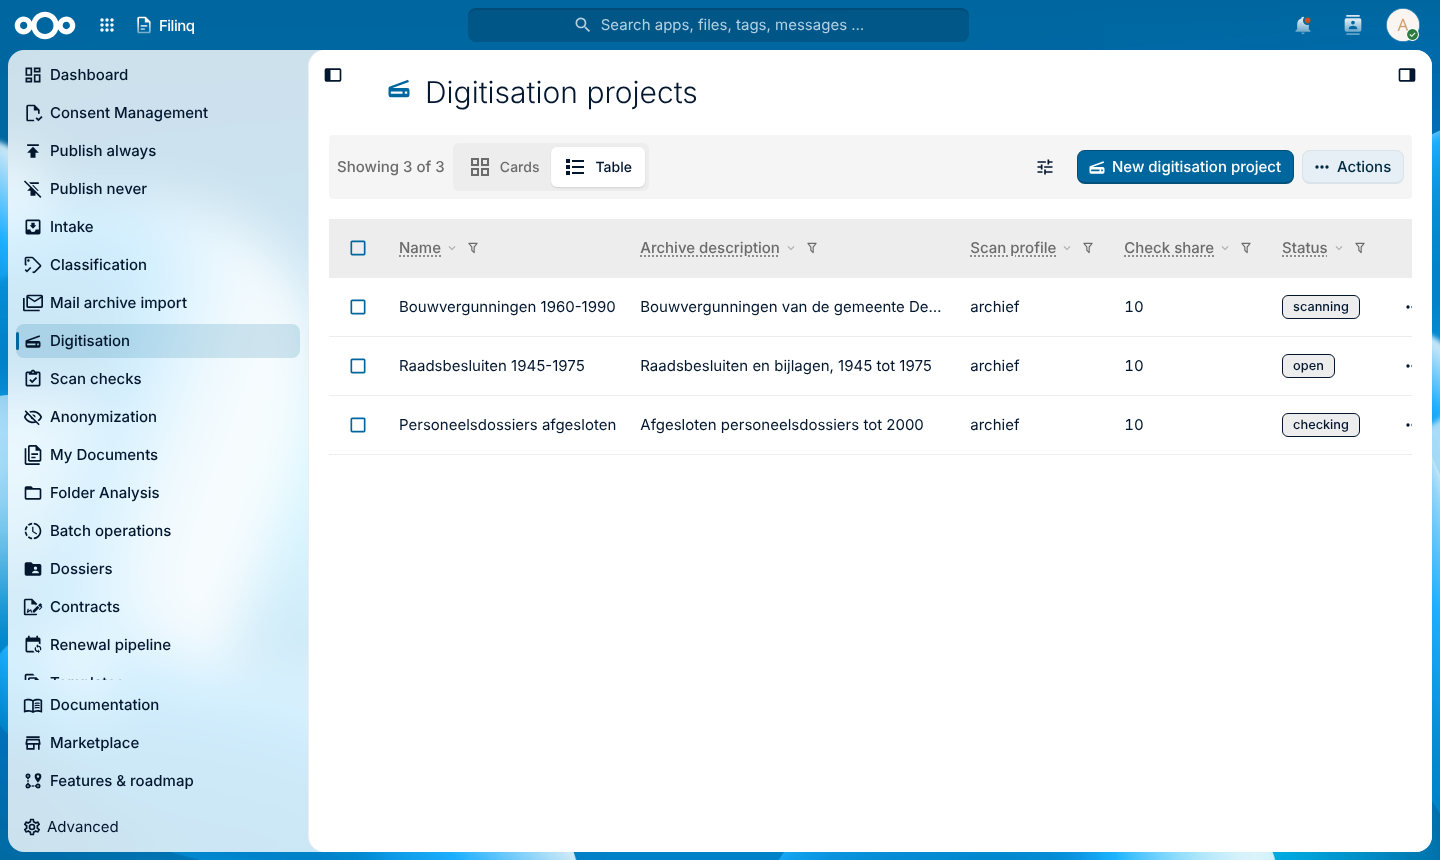 Filinq
Search apps, files, tags, messages ...
A
Dashboard
Consent Management
Publish always
Publish never
Intake
Classification
Mail archive import
Digitisation
Scan checks
Anonymization
My Documents
Folder Analysis
Batch operations
Dossiers
Contracts
Renewal pipeline
Documentation
Marketplace
Features & roadmap
Advanced
Digitisation projects
Showing 3 of 3
Cards
Table
New digitisation project
Actions
Name Archive description Scan profile Check share Status
Bouwvergunningen 1960-1990 Bouwvergunningen van de gemeente De... archief 10 scanning
Raadsbesluiten 1945-1975 Raadsbesluiten en bijlagen, 1945 tot 1975 archief 10 open
Personeelsdossiers afgesloten Afgesloten personeelsdossiers tot 2000 archief 10 checking